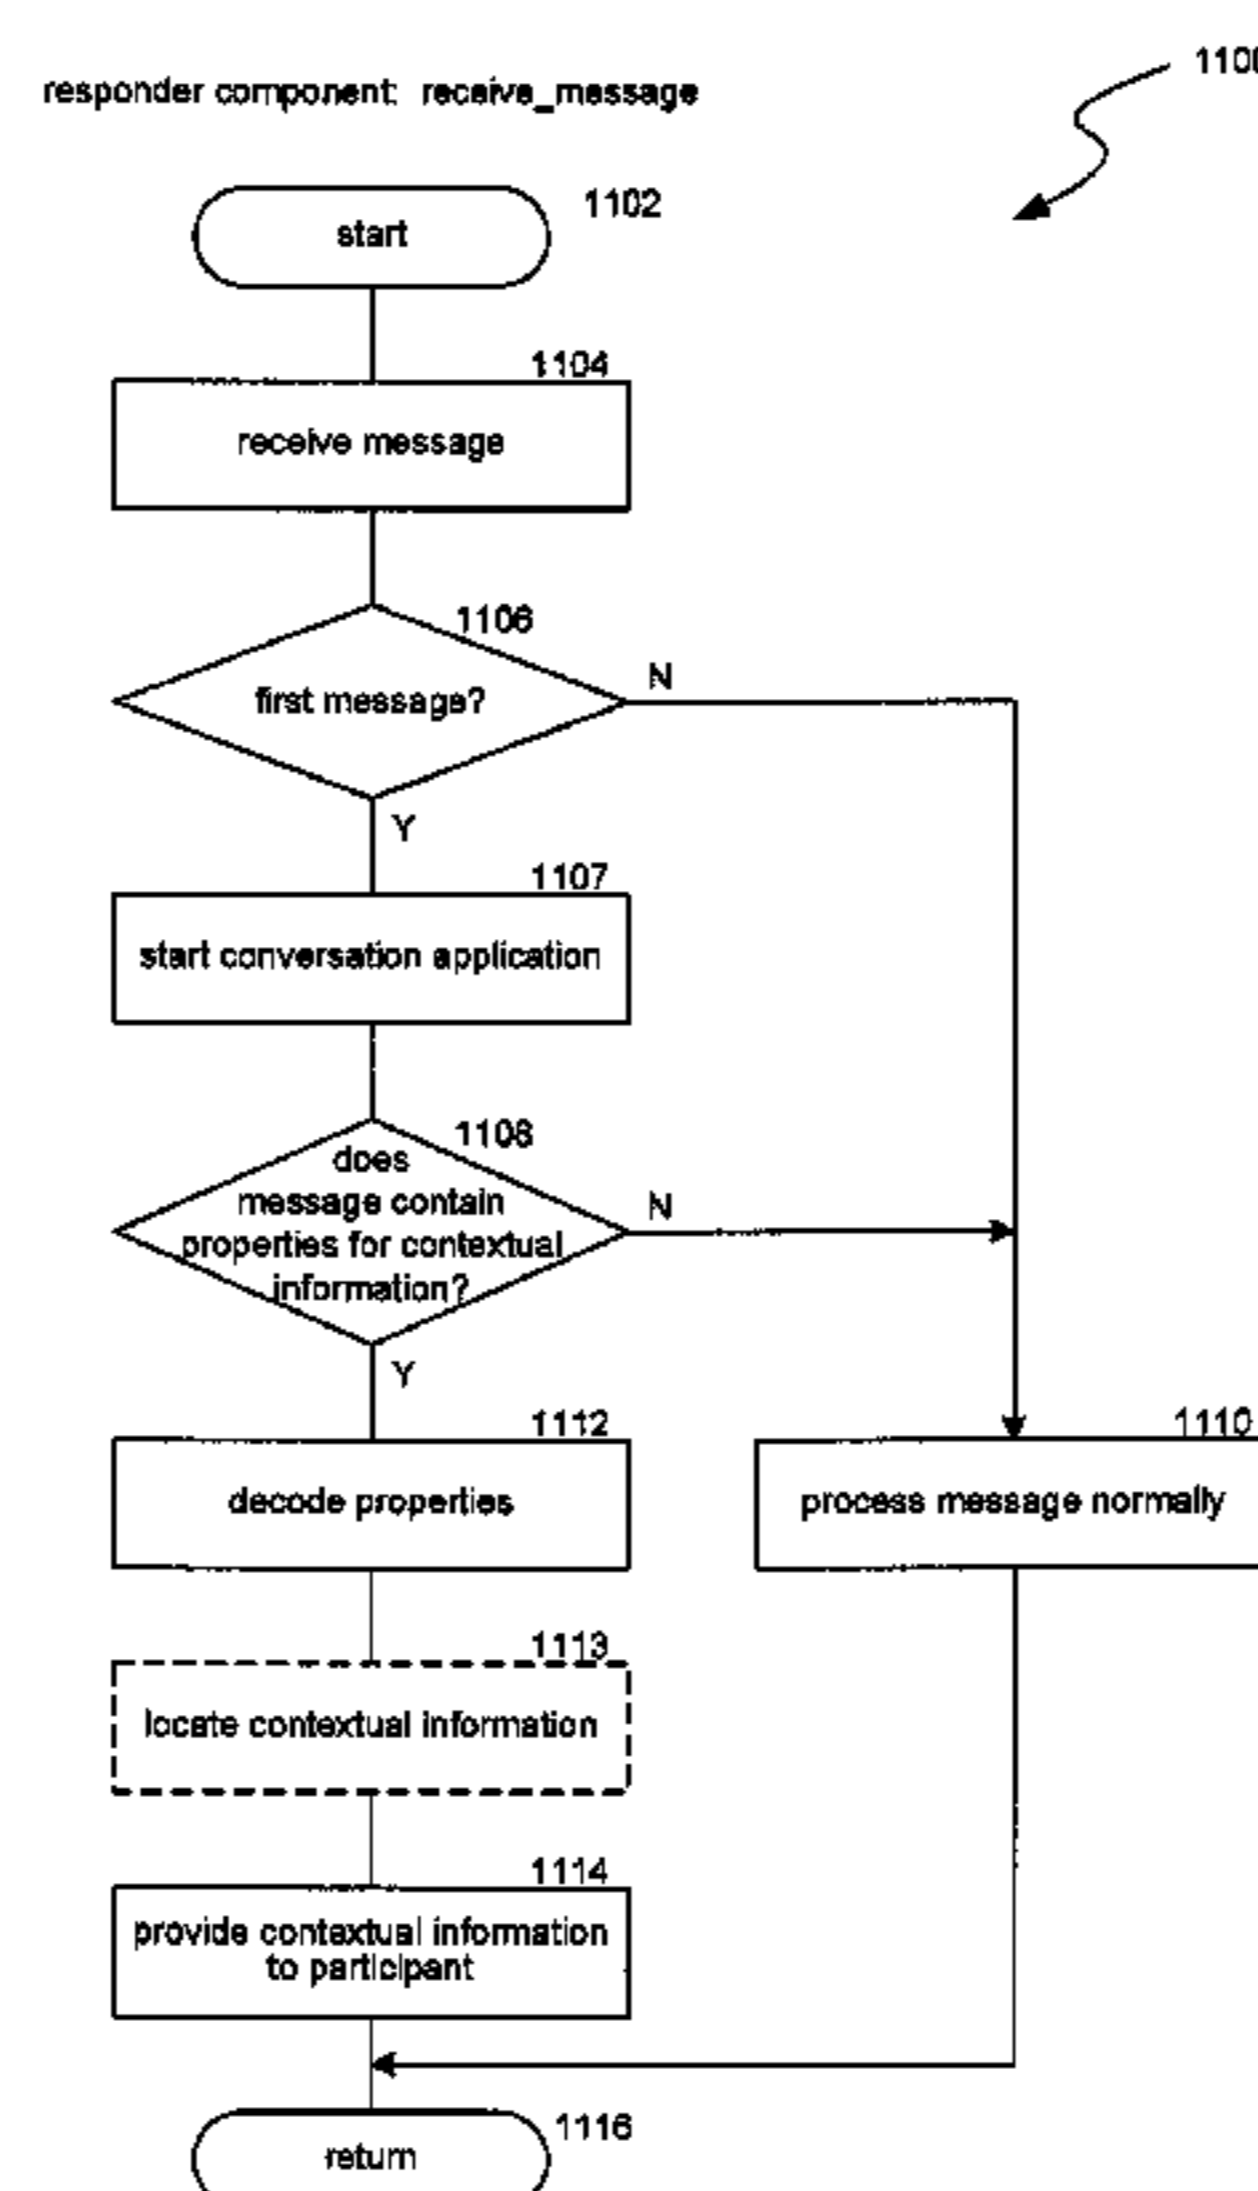 1100
responder component: receive_message
1102
start
1104
receive message
1106
first message?
N
Y
1107
start conversation application
1108
does
message contain
properties for contextual
information?
N
Y
1112
decode properties
1110
process message normally
1113
locate contextual information
1114
provide contextual information
to participant
1116
return